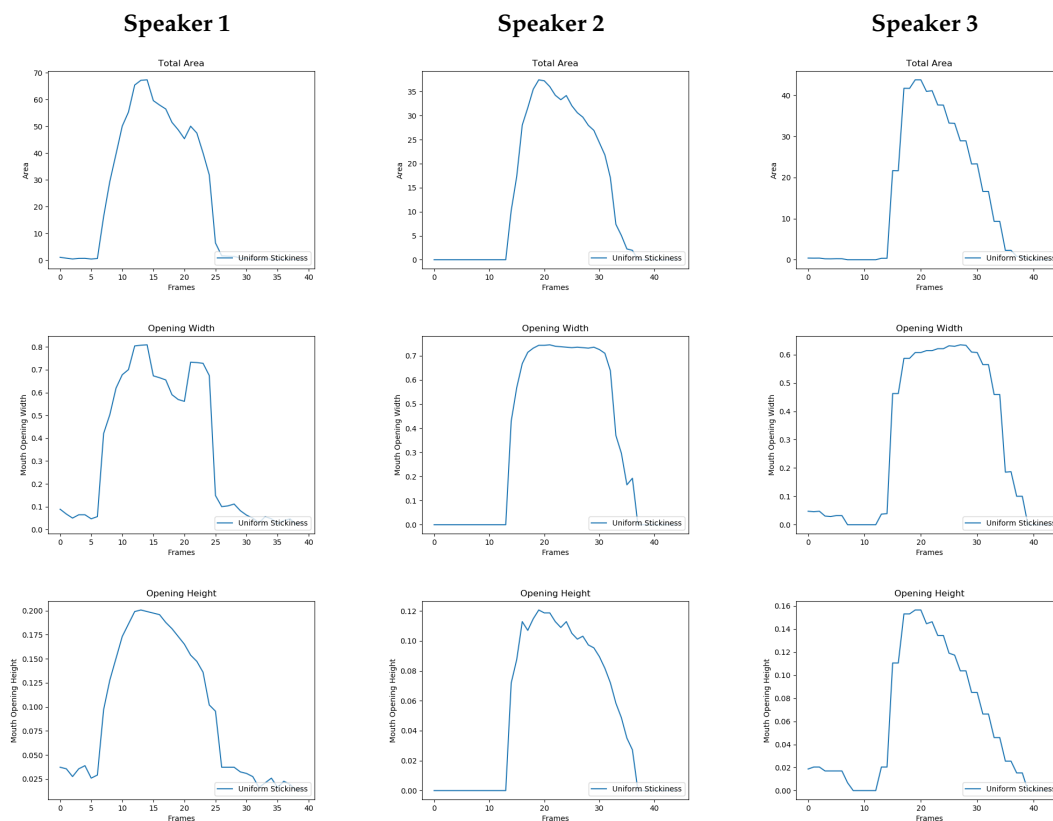 Speaker 1 Speaker 2 Speaker 3
Total Area
70
60
50
40
30
20
10
0
Area
0 5 10 15 20 25 30 35 40
Frames
Uniform Stickiness
Total Area
35
30
25
20
15
10
5
0
Area
0 10 20 30 40
Frames
Uniform Stickiness
Total Area
40
30
20
10
0
Area
0 10 20 30 40
Frames
Uniform Stickiness
Opening Width
0.8
0.7
0.6
0.5
0.4
0.3
0.2
0.1
0.0
Mouth Opening Width
0 5 10 15 20 25 30 35 40
Frames
Uniform Stickiness
Opening Width
0.7
0.6
0.5
0.4
0.3
0.2
0.1
0.0
Mouth Opening Width
0 10 20 30 40
Frames
Uniform Stickiness
Opening Width
0.6
0.5
0.4
0.3
0.2
0.1
0.0
Mouth Opening Width
0 10 20 30 40
Frames
Uniform Stickiness
Opening Height
0.200
0.175
0.150
0.125
0.100
0.075
0.050
0.025
Mouth Opening Height
0 5 10 15 20 25 30 35 40
Frames
Uniform Stickiness
Opening Height
0.12
0.10
0.08
0.06
0.04
0.02
0.00
Mouth Opening Height
0 10 20 30 40
Frames
Uniform Stickiness
Opening Height
0.16
0.14
0.12
0.10
0.08
0.06
0.04
0.02
0.00
Mouth Opening Height
0 10 20 30 40
Frames
Uniform Stickiness